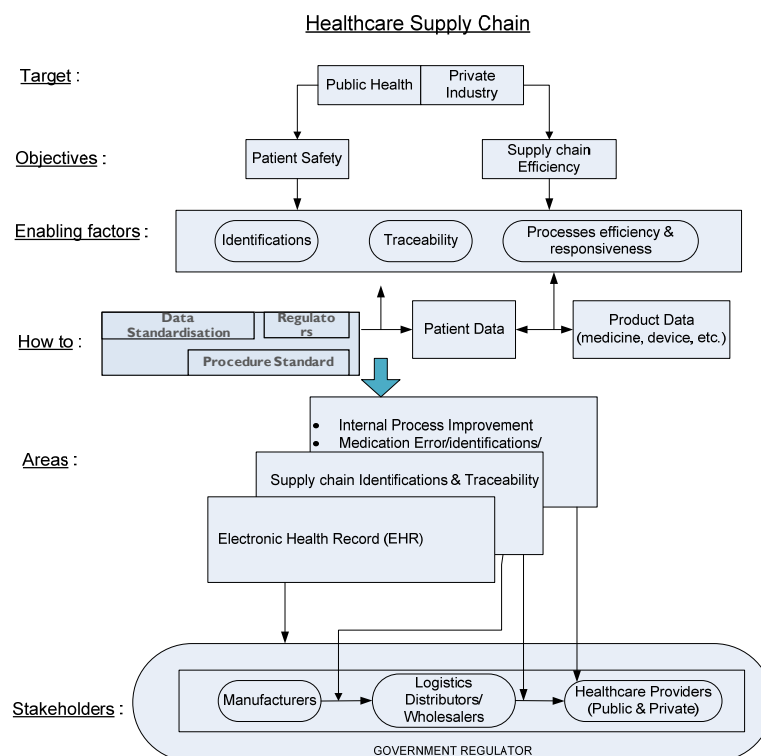 Healthcare Supply Chain
Target :
Public Health
Private
Industry
Objectives :
Patient Safety
Supply chain
Efficiency
Enabling factors :
Identifications
Traceability
Processes efficiency &
responsiveness
How to :
Data
Standardisation
Regulato
rs
Procedure Standard
Patient Data
Product Data
(medicine, device, etc.)
Areas :
• Internal Process Improvement
• Medication Error/identifications/
Supply chain Identifications & Traceability
Electronic Health Record (EHR)
Stakeholders :
Manufacturers
Logistics
Distributors/
Wholesalers
Healthcare Providers
(Public & Private)
GOVERNMENT REGULATOR